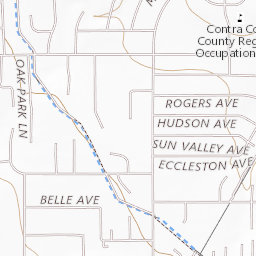 Contra Co
County Reg
Occupation
OAK-PARK LN
ROGERS AVE
HUDSON AVE
SUN VALLEY AVE
ECCLESTON AVE
BELLE AVE